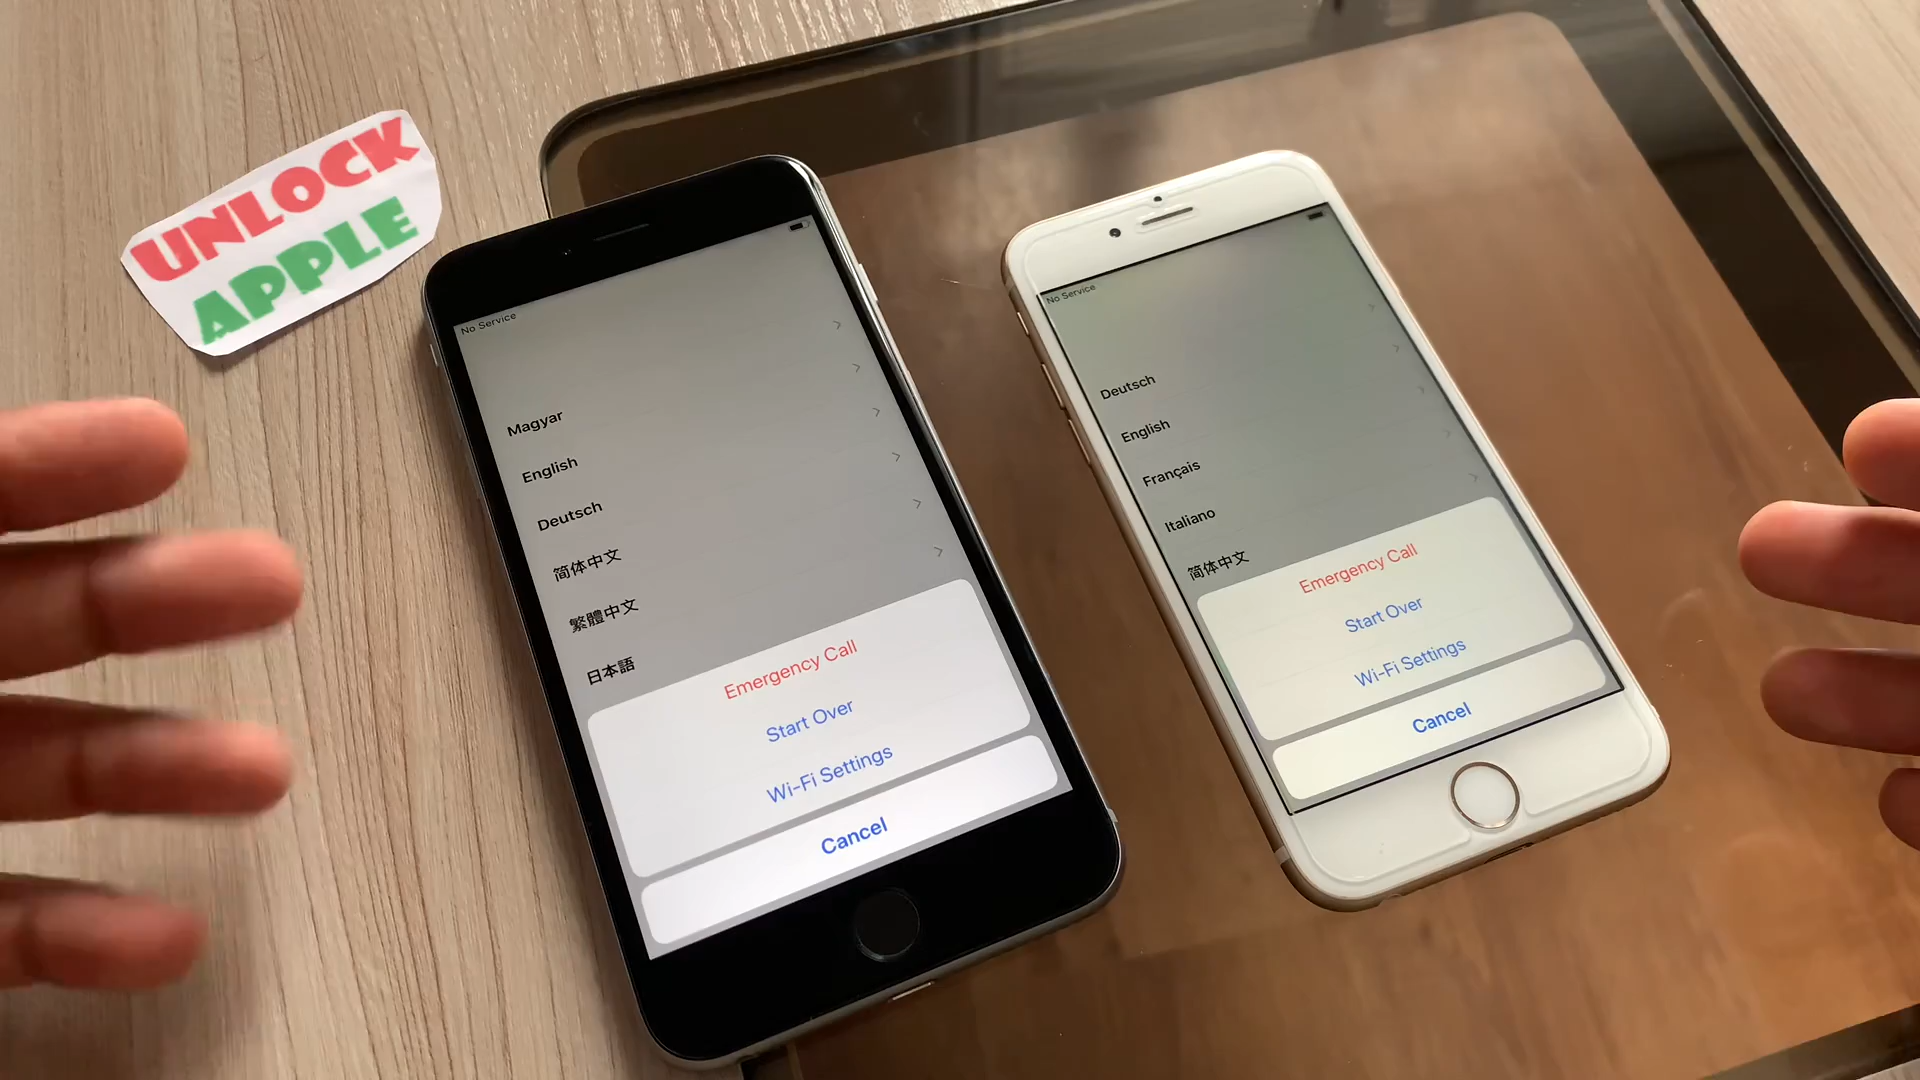 UNLOCK
APPLE
No Service
Magyar
English
Deutsch
简体中文
繁體中文
日本語
Emergency Call
Start Over
Wi-Fi Settings
Cancel
No Service
Deutsch
English
Français
Italiano
简体中文
Emergency Call
Start Over
Wi-Fi Settings
Cancel